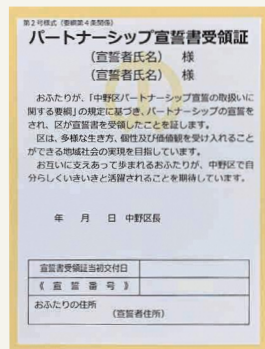 第2号様式(要綱第4条関係)
パートナーシップ宣誓書受領証
(宣誓者氏名) 様
(宣誓者氏名) 様
おふたりが、「中野区パートナーシップ宣誓の取扱いに
関する要綱」の規定に基づき、パートナーシップの宣誓を
され、区が宣誓書を受領したことを証します。
区は、多様な生き方、個性及び価値観を受け入れること
ができる地域社会の実現を目指しています。
お互いに支えあって歩まれるおふたりが、中野区で自
分らしくいきいきと活躍されることを期待しています。
年 月 日 中野区長
宣誓書受領証当初交付日
《 宣 誓 番 号 》
おふたりの住所
(宣誓者住所)